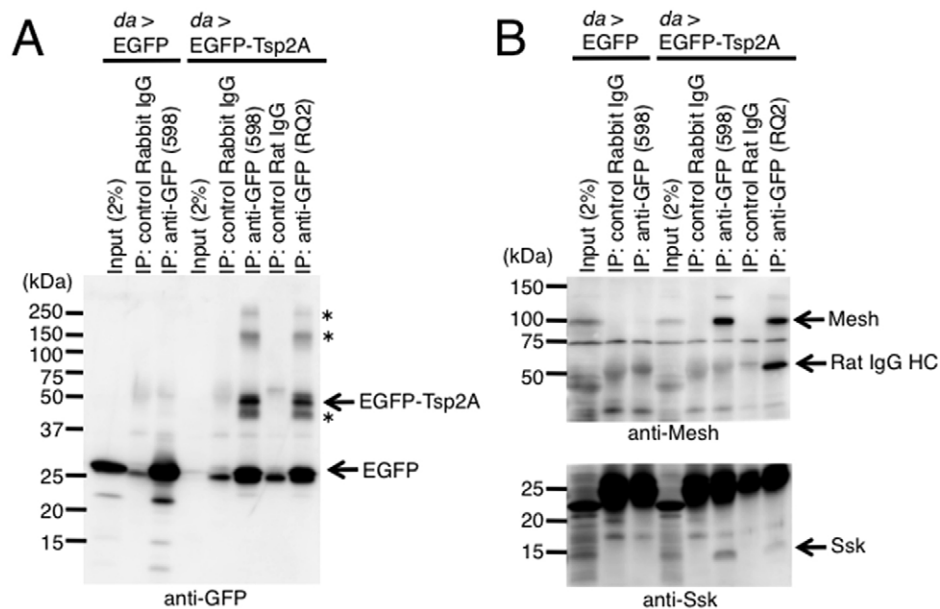 A
da >
EGFP
da >
EGFP-Tsp2A
Input (2%)
IP: control Rabbit IgG
IP: anti-GFP (598)
Input (2%)
IP: control Rabbit IgG
IP: anti-GFP (598)
IP: control Rat IgG
IP: anti-GFP (RQ2)
(kDa)
250
150
100
75
50
37
25
20
15
*
*
EGFP-Tsp2A
*
EGFP
anti-GFP
B
da >
EGFP
da >
EGFP-Tsp2A
Input (2%)
IP: control Rabbit IgG
IP: anti-GFP (598)
Input (2%)
IP: control Rabbit IgG
IP: anti-GFP (598)
IP: control Rat IgG
IP: anti-GFP (RQ2)
(kDa)
150
100
75
50
Mesh
Rat IgG HC
anti-Mesh
25
20
15
Ssk
anti-Ssk